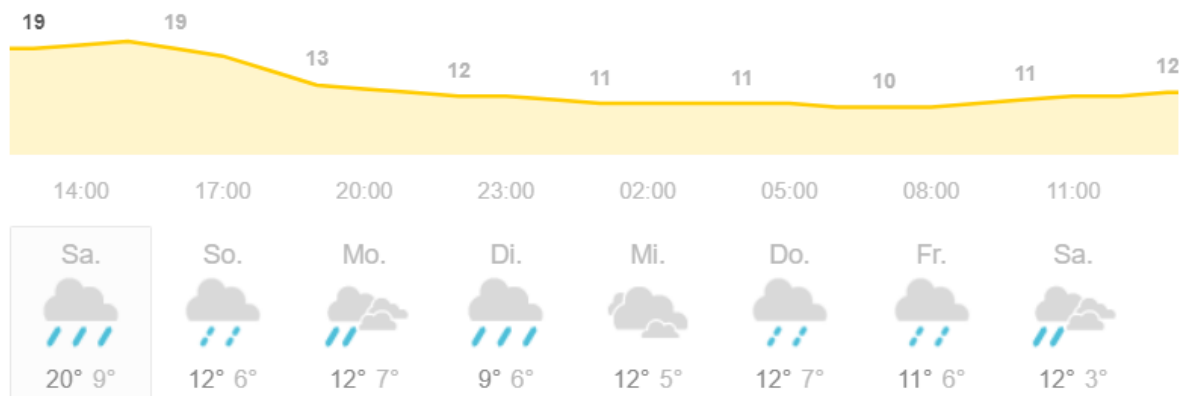 19 19 13 12 11 11 10 11 12
14:00 17:00 20:00 23:00 02:00 05:00 08:00 11:00
Sa. So. Mo. Di. Mi. Do. Fr. Sa.
20° 9° 12° 6° 12° 7° 9° 6° 12° 5° 12° 7° 11° 6° 12° 3°